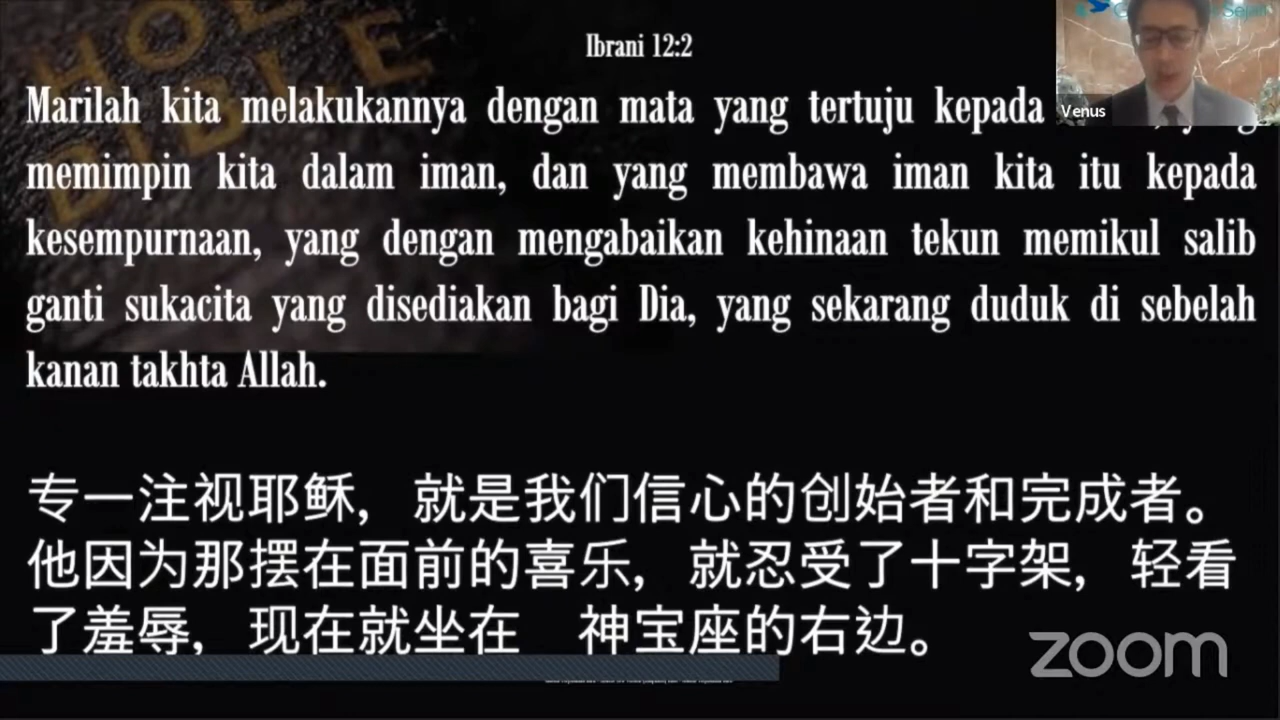 HOL
BIBLE
Ibrani 12:2
Venus
Marilah kita melakukannya dengan mata yang tertuju kepada
memimpin kita dalam iman, dan yang membawa iman kita itu kepada
kesempurnaan, yang dengan mengabaikan kehinaan tekun memikul salib
ganti sukacita yang disediakan bagi Dia, yang sekarang duduk di sebelah
kanan takhta Allah.
专一注视耶稣，就是我们信心的创始者和完成者。
他因为那摆在面前的喜乐，就忍受了十字架，轻看
了羞辱，现在就坐在 神宝座的右边。
zoom